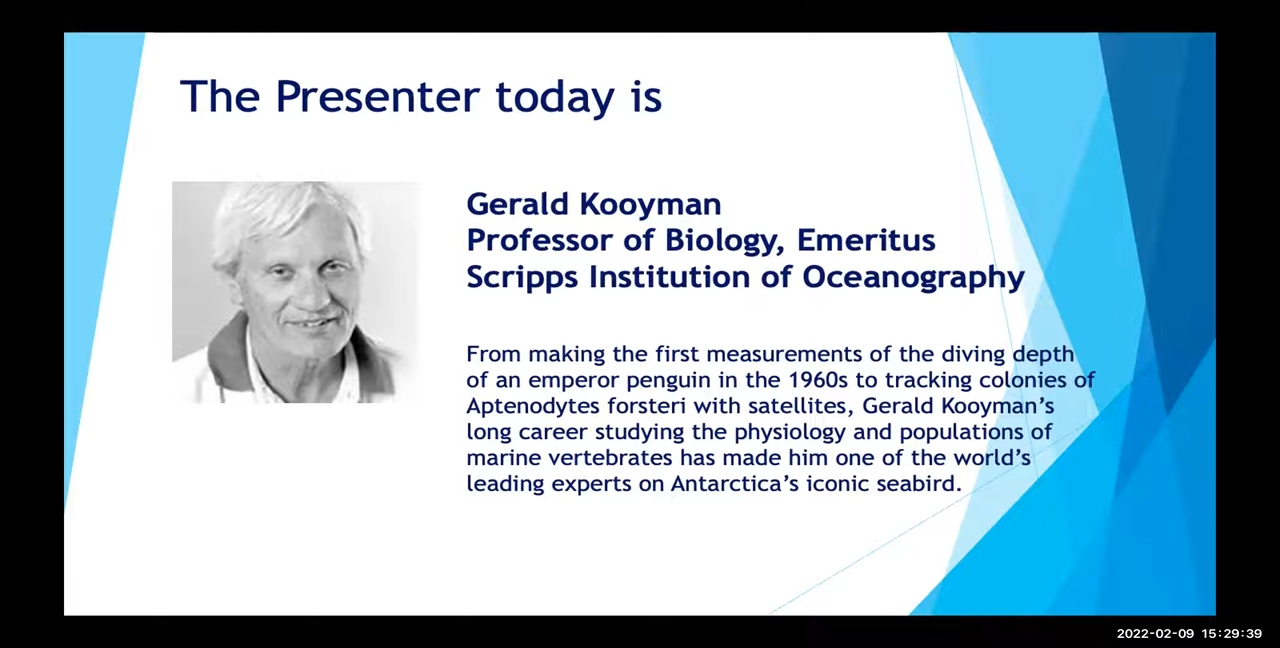 The Presenter today is
Gerald Kooyman
Professor of Biology, Emeritus
Scripps Institution of Oceanography
From making the first measurements of the diving depth
of an emperor penguin in the 1960s to tracking colonies of
Aptenodytes forsteri with satellites, Gerald Kooyman’s
long career studying the physiology and populations of
marine vertebrates has made him one of the world’s
leading experts on Antarctica’s iconic seabird.
2022-02-09 15:29:39